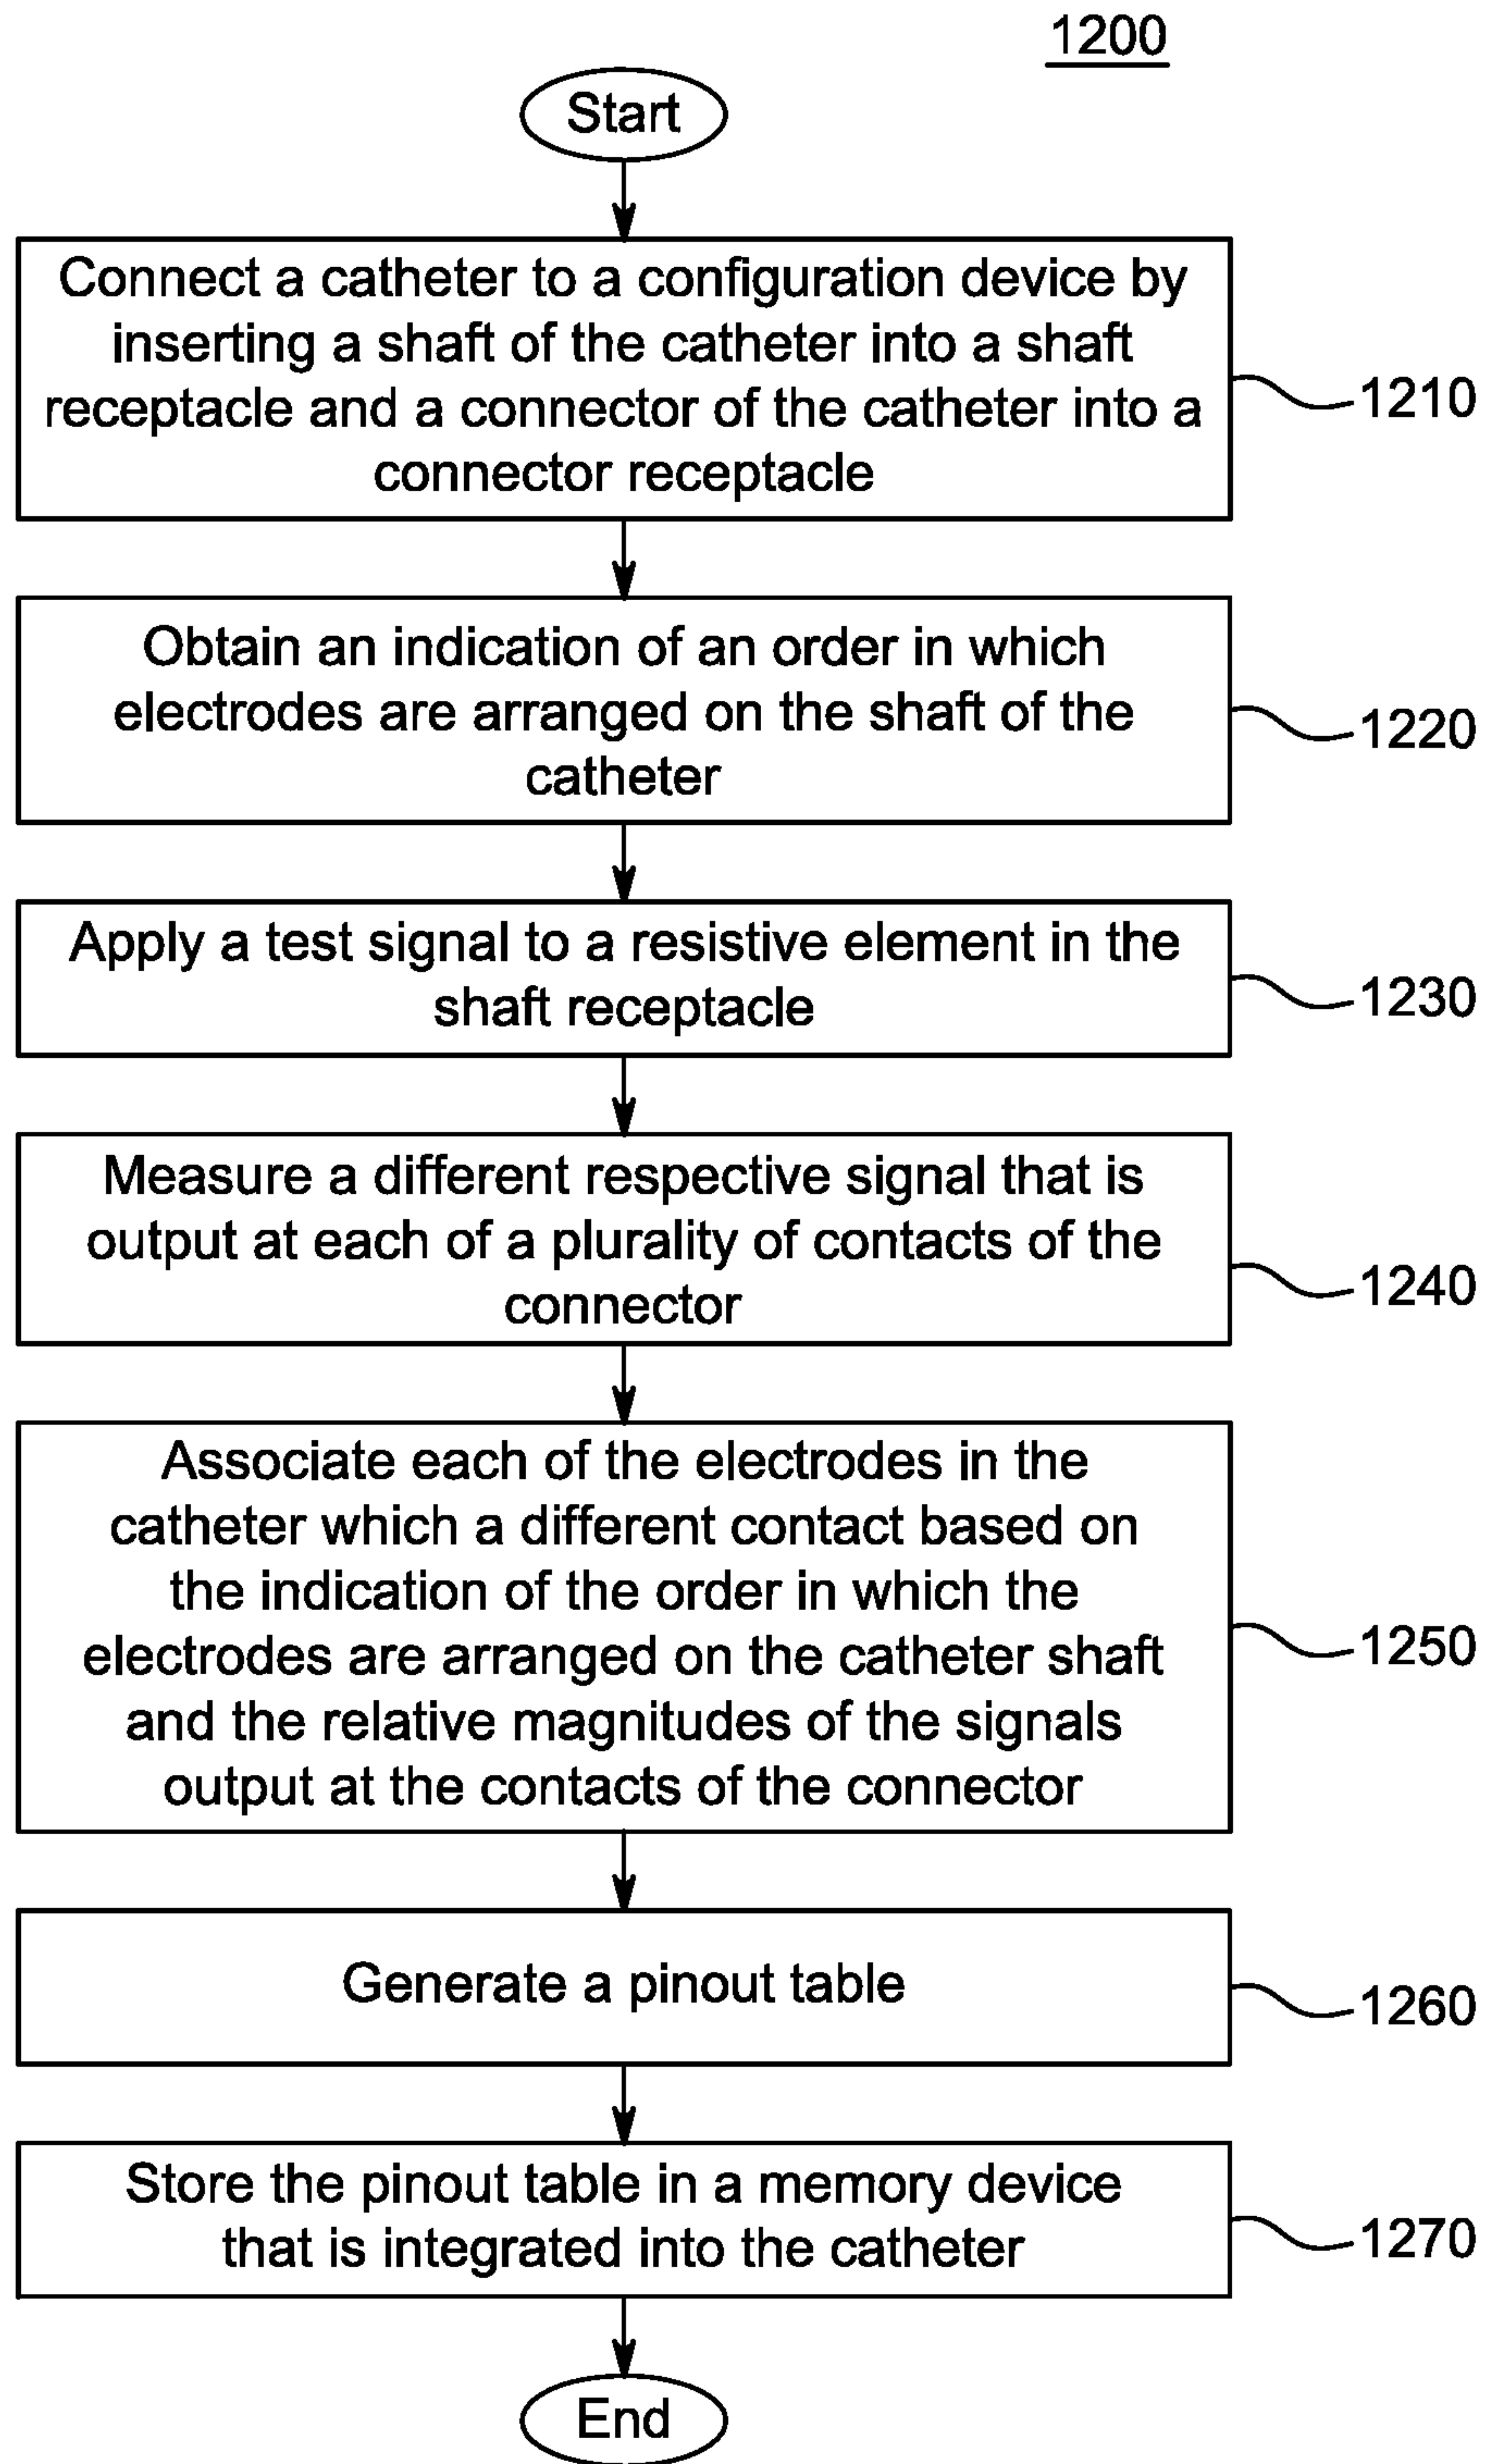 1200
Start
Connect a catheter to a configuration device by
inserting a shaft of the catheter into a shaft
receptacle and a connector of the catheter into a
connector receptacle
1210
Obtain an indication of an order in which
electrodes are arranged on the shaft of the
catheter
1220
Apply a test signal to a resistive element in the
shaft receptacle
1230
Measure a different respective signal that is
output at each of a plurality of contacts of the
connector
1240
Associate each of the electrodes in the
catheter which a different contact based on
the indication of the order in which the
electrodes are arranged on the catheter shaft
and the relative magnitudes of the signals
output at the contacts of the connector
1250
Generate a pinout table
1260
Store the pinout table in a memory device
that is integrated into the catheter
1270
End